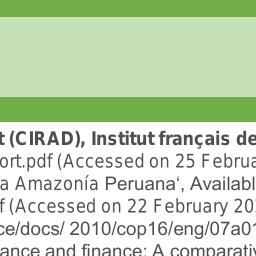 t (CIRAD), Institut français de
ort.pdf (Accessed on 25 Februa
a Amazonía Peruana‘, Availabl
f (Accessed on 22 February 20
ce/docs/ 2010/cop16/eng/07a01
ance and finance: A comparativ